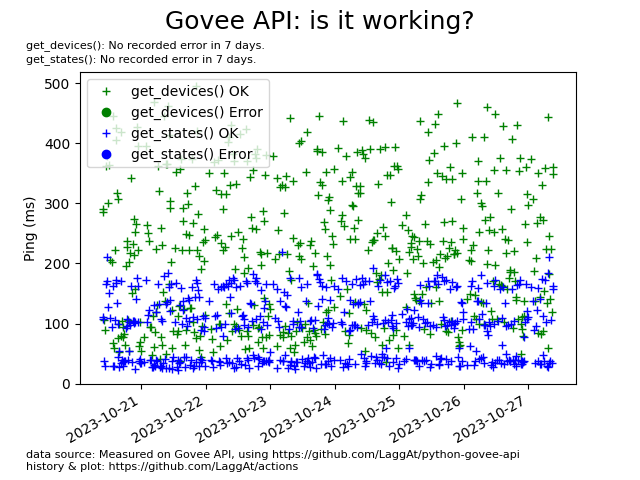 Govee API: is it working?
get_devices(): No recorded error in 7 days.
get_states(): No recorded error in 7 days.
500
400
300
200
100
0
Ping (ms)
get_devices() OK
get_devices() Error
get_states() OK
get_states() Error
2023-10-21
2023-10-22
2023-10-23
2023-10-24
2023-10-25
2023-10-26
2023-10-27
data source: Measured on Govee API, using https://github.com/LaggAt/python-govee-api
history & plot: https://github.com/LaggAt/actions